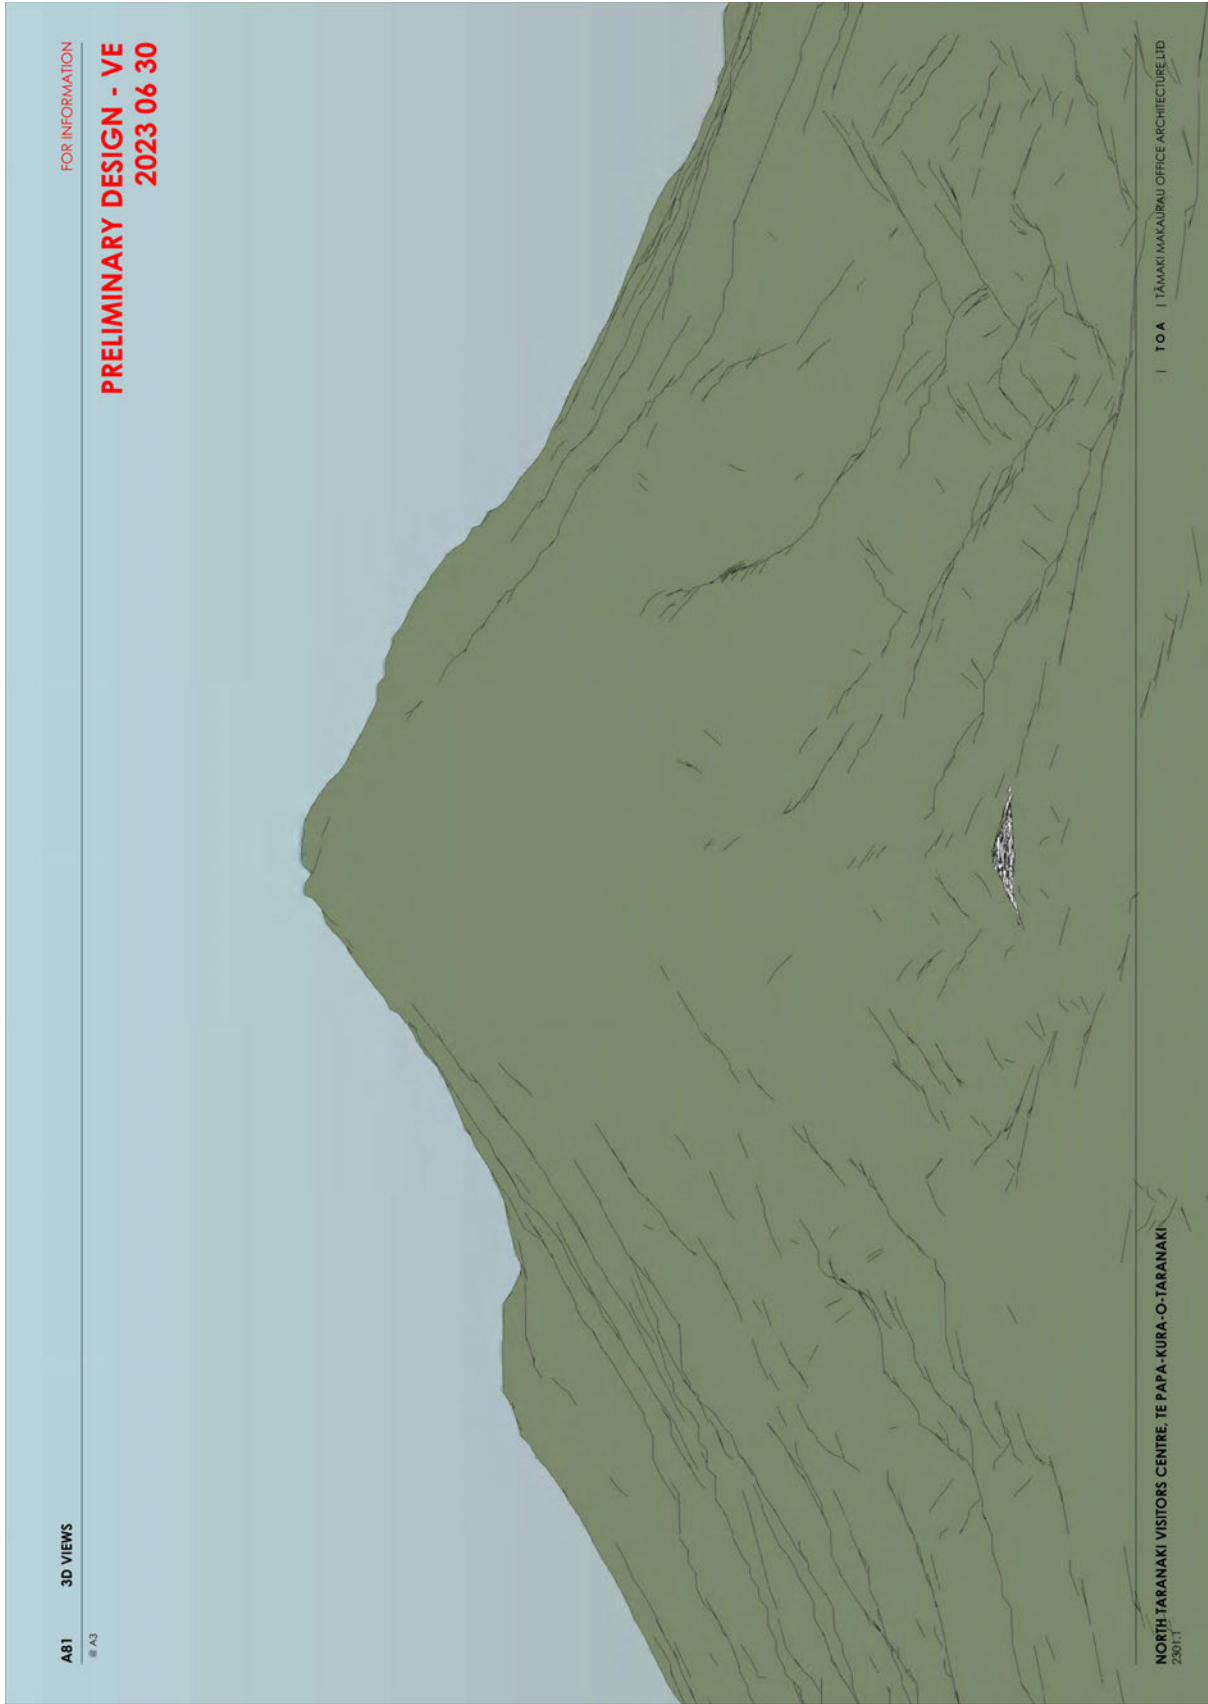 A81 3D VIEWS FOR INFORMATION
@ A3
PRELIMINARY DESIGN - VE
2023 06 30
NORTH TARANAKI VISITORS CENTRE, TE PAPA-KURA-O-TARANAKI | TOA | TĀMAKI MAKAURAU OFFICE ARCHITECTURE LTD
2301.1